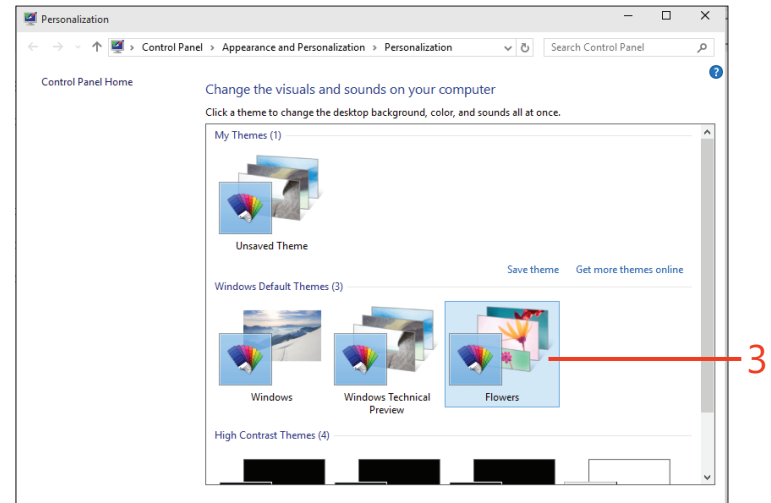 Personalization
Control Panel > Appearance and Personalization > Personalization
Search Control Panel
Control Panel Home
Change the visuals and sounds on your computer
Click a theme to change the desktop background, color, and sounds all at once.
My Themes (1)
Unsaved Theme
Save theme Get more themes online
Windows Default Themes (3)
3
Windows
Windows Technical Preview
Flowers
High Contrast Themes (4)